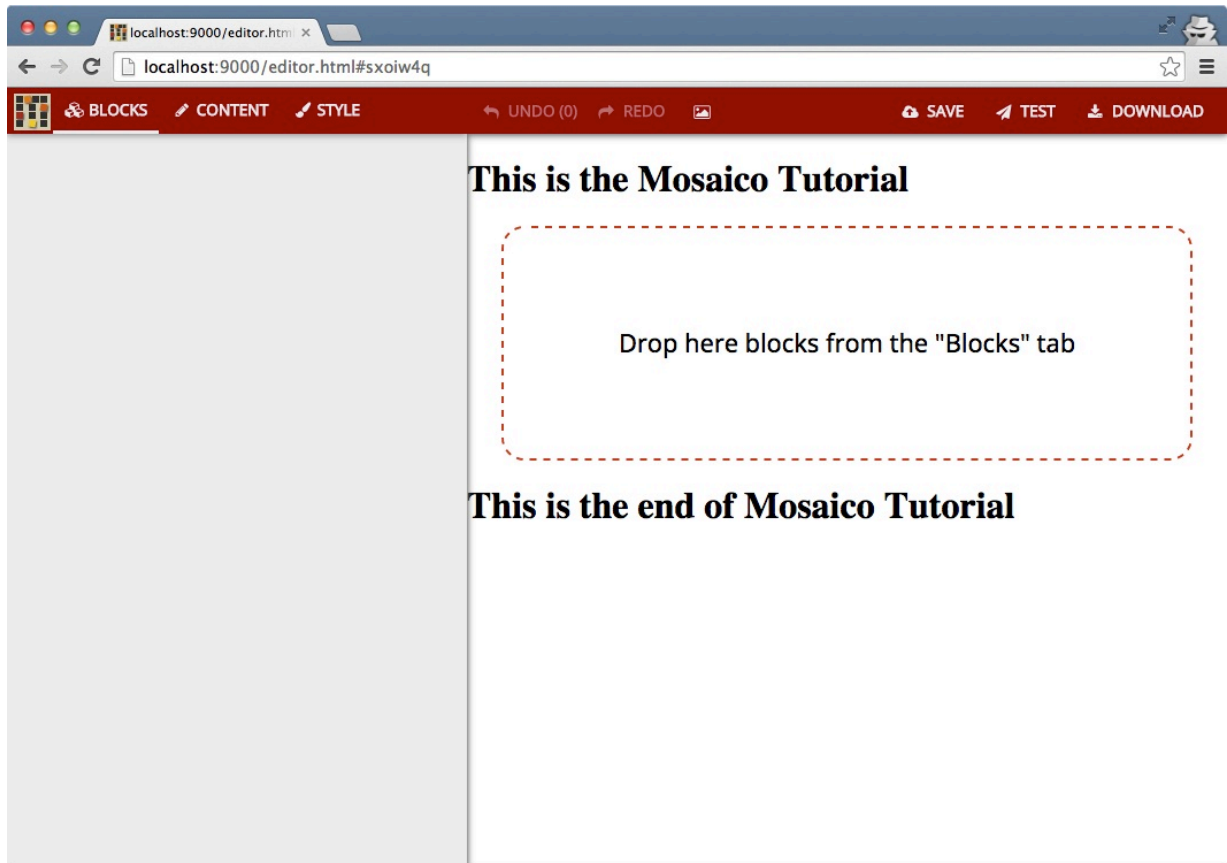 localhost:9000/editor.htm
localhost:9000/editor.html#sxoiw4q
BLOCKS CONTENT STYLE UNDO (0) REDO SAVE TEST DOWNLOAD
This is the Mosaico Tutorial
Drop here blocks from the "Blocks" tab
This is the end of Mosaico Tutorial